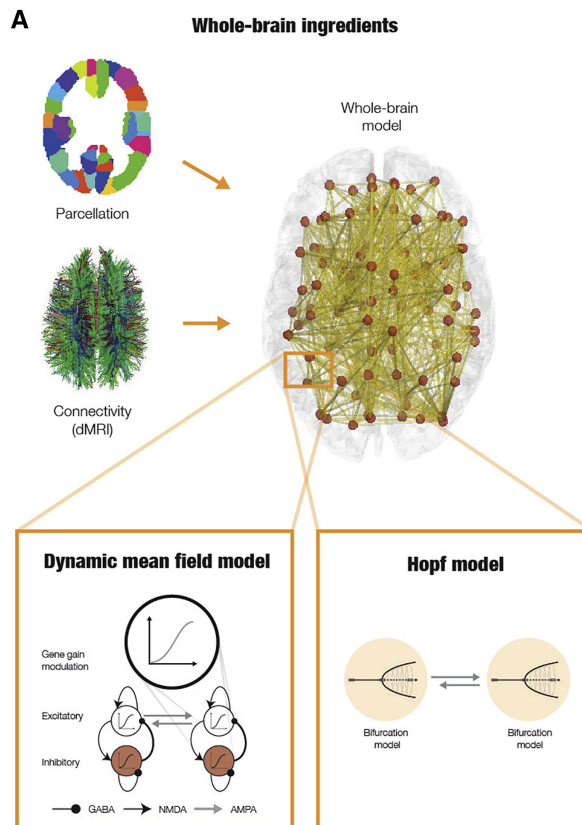 A
Whole-brain ingredients
Parcellation
Connectivity
(dMRI)
Whole-brain
model
Dynamic mean field model
Gene gain
modulation
Excitatory
Inhibitory
GABA
NMDA
AMPA
Hopf model
Bifurcation
model
Bifurcation
model